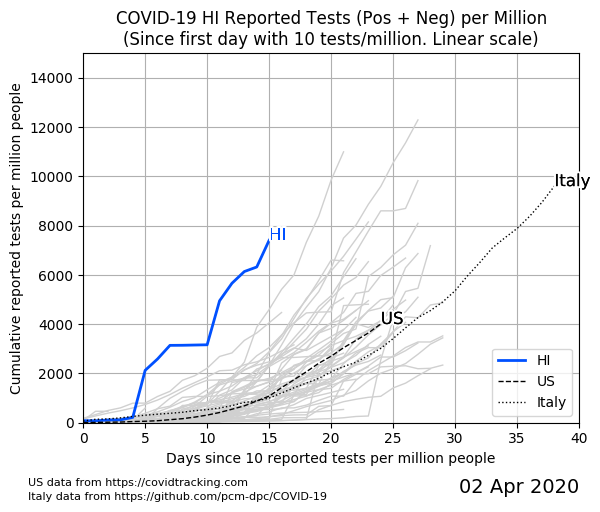 COVID-19 HI Reported Tests (Pos + Neg) per Million
(Since first day with 10 tests/million. Linear scale)
Cumulative reported tests per million people
14000
12000
10000
8000
6000
4000
2000
0
Italy
HI
US
HI
US
Italy
0 5 10 15 20 25 30 35 40
Days since 10 reported tests per million people
US data from https://covidtracking.com
Italy data from https://github.com/pcm-dpc/COVID-19
02 Apr 2020